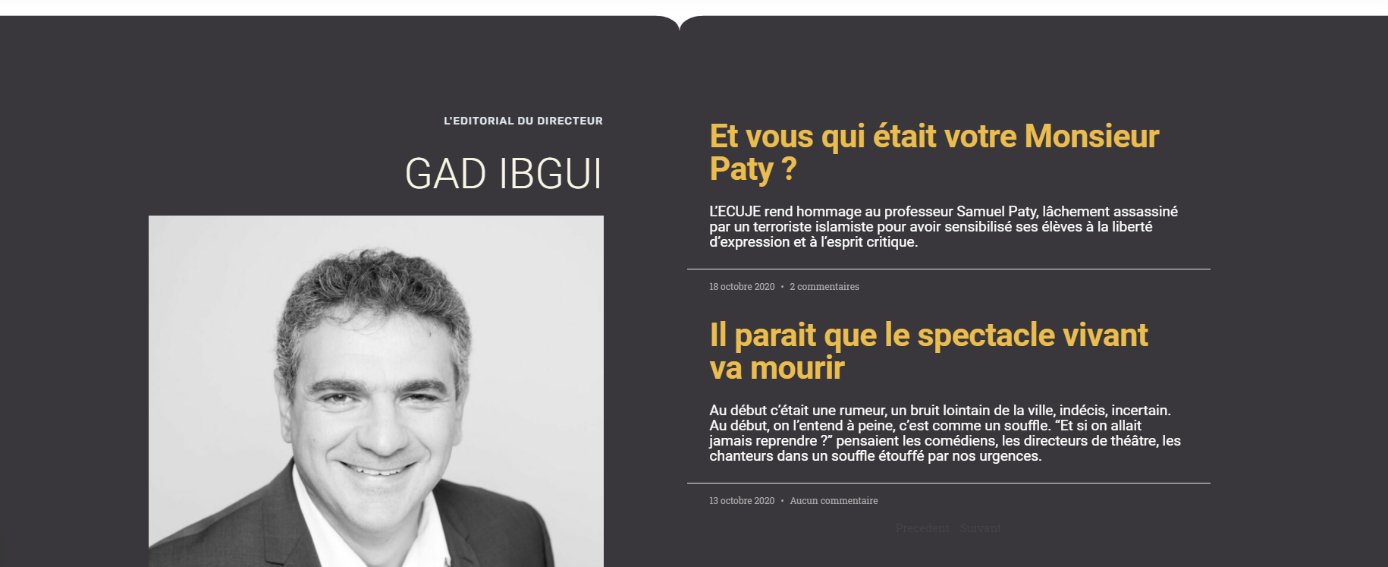 L'EDITORIAL DU DIRECTEUR
GAD IBGUI
Et vous qui était votre Monsieur
Paty ?
L'ECUJE rend hommage au professeur Samuel Paty, lâchement assassiné
par un terroriste islamiste pour avoir sensibilisé ses élèves à la liberté
d'expression et à l'esprit critique.
18 octobre 2020 • 2 commentaires
Il parait que le spectacle vivant
va mourir
Au début c'était une rumeur, un bruit lointain de la ville, indécis, incertain.
Au début, on l'entend à peine, c'est comme un souffle. “Et si on allait
jamais reprendre ?” pensaient les comédiens, les directeurs de théâtre, les
chanteurs dans un souffle étouffé par nos urgences.
13 octobre 2020 • Aucun commentaire
Précédent Suivant